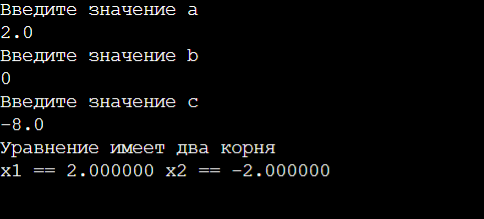 Введите значение a
2.0
Введите значение b
0
Введите значение c
-8.0
Уравнение имеет два корня
x1 == 2.000000 x2 == -2.000000